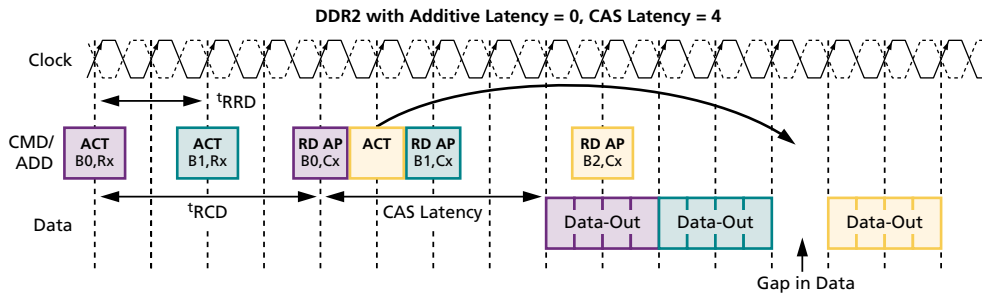 DDR2 with Additive Latency = 0, CAS Latency = 4
Clock
tRRD
CMD/
ADD
ACT
B0,Rx
ACT
B1,Rx
RD AP
B0,Cx
ACT
RD AP
B1,Cx
RD AP
B2,Cx
tRCD
CAS Latency
Data
Data-Out
Data-Out
Data-Out
Gap in Data